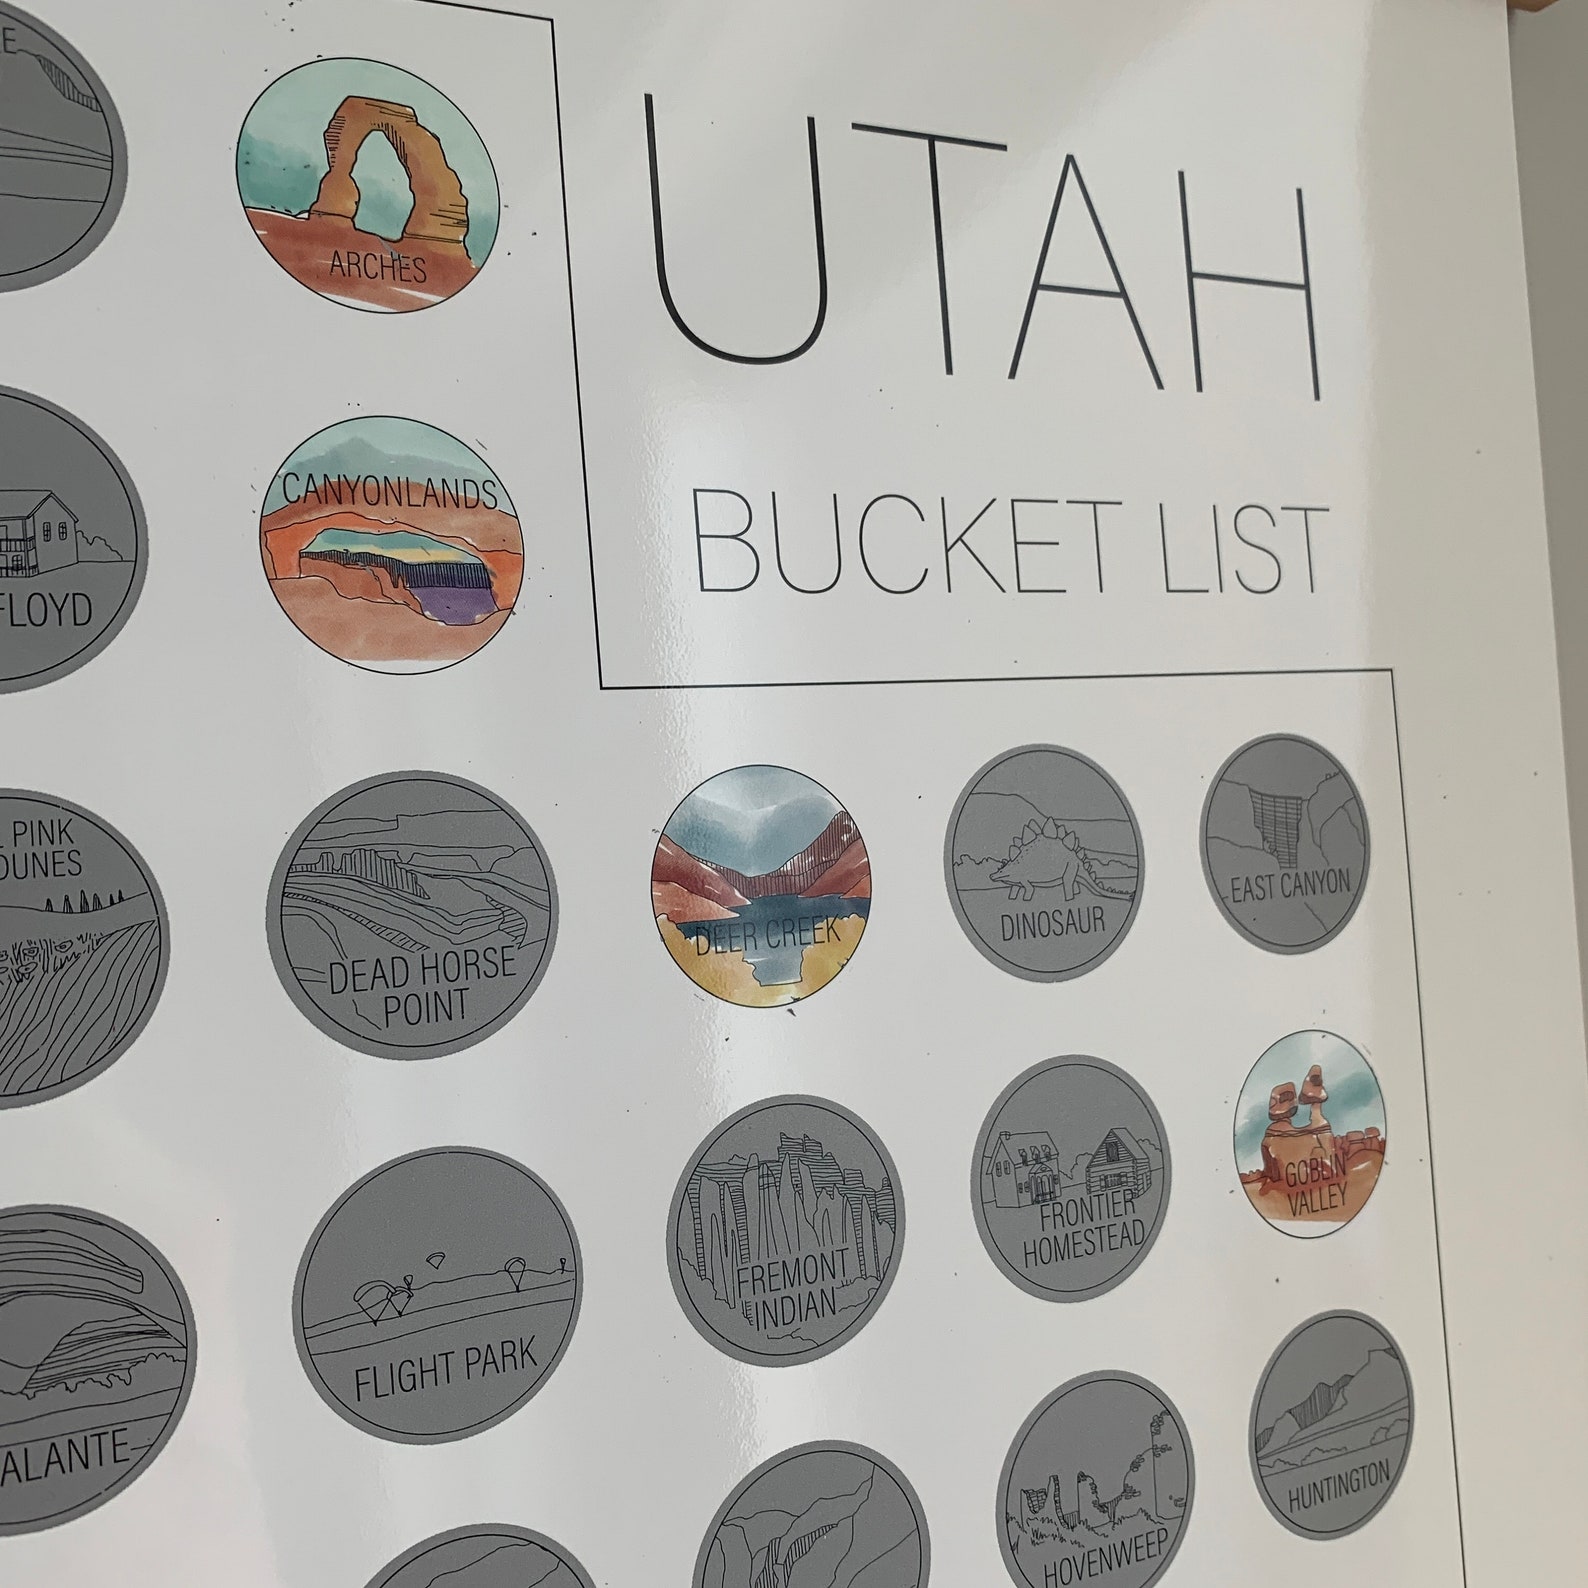 UTAH
BUCKET LIST
ARCHES
CANYONLANDS
FLOYD
PINK
DUNES
DEAD HORSE
POINT
DEER CREEK
DINOSAUR
EAST CANYON
ALANTE
FLIGHT PARK
FREMONT
INDIAN
FRONTIER
HOMESTEAD
GOBLIN
VALLEY
HOVENWEEP
HUNTINGTON